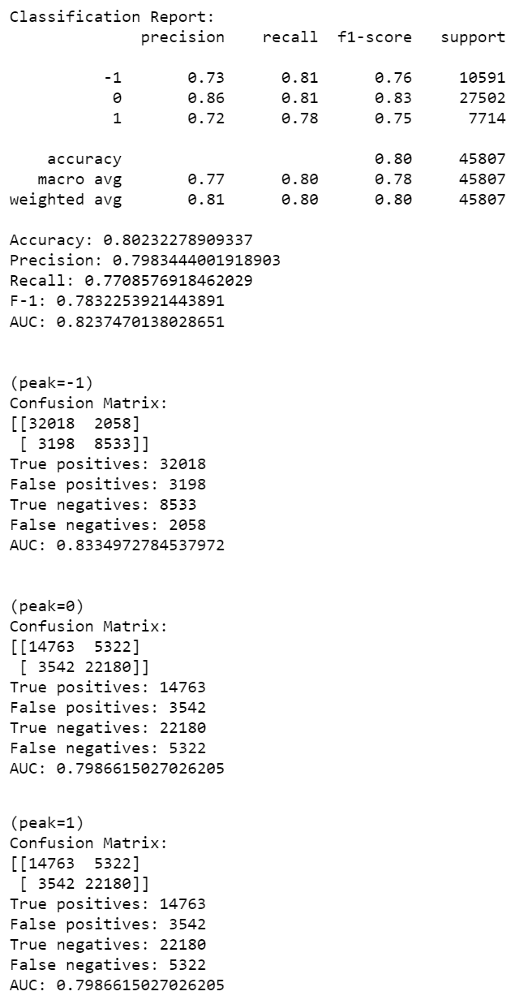 Classification Report:
              precision    recall  f1-score   support

          -1       0.73      0.81      0.76     10591
           0       0.86      0.81      0.83     27502
           1       0.72      0.78      0.75      7714

    accuracy                           0.80     45807
   macro avg       0.77      0.80      0.78     45807
weighted avg       0.81      0.80      0.80     45807

Accuracy: 0.80232278909337
Precision: 0.7983444001918903
Recall: 0.7708576918462029
F-1: 0.7832253921443891
AUC: 0.8237470138028651

(peak=-1)
Confusion Matrix:
[[32018  2058]
 [ 3198  8533]]
True positives: 32018
False positives: 3198
True negatives: 8533
False negatives: 2058
AUC: 0.8334972784537972

(peak=0)
Confusion Matrix:
[[14763  5322]
 [ 3542 22180]]
True positives: 14763
False positives: 3542
True negatives: 22180
False negatives: 5322
AUC: 0.7986615027026205

(peak=1)
Confusion Matrix:
[[14763  5322]
 [ 3542 22180]]
True positives: 14763
False positives: 3542
True negatives: 22180
False negatives: 5322
AUC: 0.7986615027026205